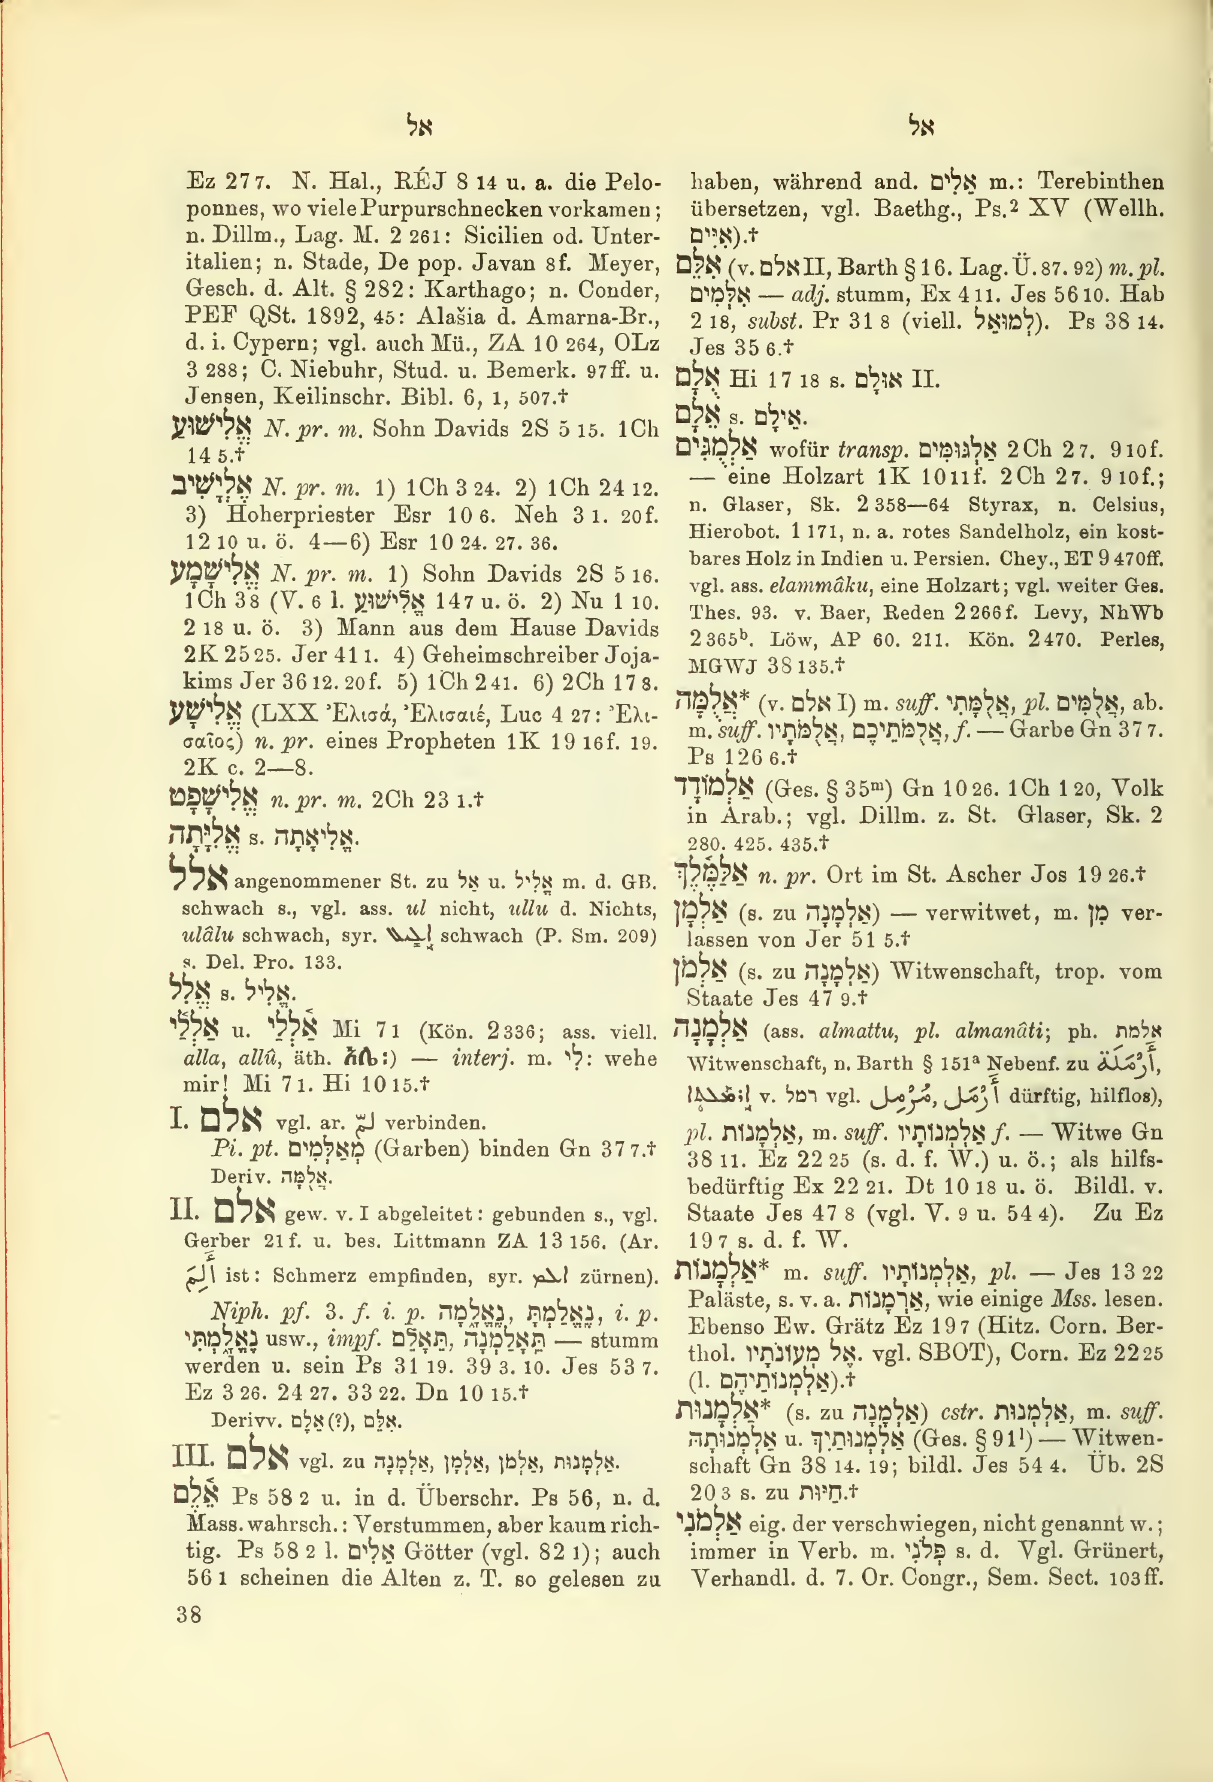 אל
אל
Ez 27 7. N. Hal., RÉJ 8 14 u. a. die Pelo-
ponnes, wo viele Purpurschnecken vorkamen;
n. Dillm., Lag. M. 2 261: Sicilien od. Unter-
italien; n. Stade, De pop. Javan 8f. Meyer,
Gesch. d. Alt. § 282: Karthago; n. Conder,
PEF QSt. 1892, 45: Alašia d. Amarna-Br.,
d. i. Cypern; vgl. auch Mü., ZA 10 264, OLz
3 288; C. Niebuhr, Stud. u. Bemerk. 97ff. u.
Jensen, Keilinschr. Bibl. 6, 1, 507.†
אֱלִישׁוּעַ N. pr. m. Sohn Davids 2S 5 15. 1Ch
14 5.†
אֶלְיָשִׁיב N. pr. m. 1) 1Ch 3 24. 2) 1Ch 24 12.
3) Hoherpriester Esr 10 6. Neh 3 1. 20f.
12 10 u. ö. 4—6) Esr 10 24. 27. 36.
אֱלִישָׁמָע N. pr. m. 1) Sohn Davids 2S 5 16.
1Ch 3 8 (V. 6 l. אֱלִישׁוּעַ 14 7 u. ö. 2) Nu 1 10.
2 18 u. ö. 3) Mann aus dem Hause Davids
2K 25 25. Jer 41 1. 4) Geheimschreiber Joja-
kims Jer 36 12. 20f. 5) 1Ch 2 41. 6) 2Ch 17 8.
אֱלִישָׁע (LXX Ἐλισά, Ἐλισαιέ, Luc 4 27: Ἐλι-
σαῖος) n. pr. eines Propheten 1K 19 16f. 19.
2K c. 2—8.
אֱלִישָׁפָט n. pr. m. 2Ch 23 1.†
אֱלִיָּתָה s. אֱלִיאָתָה.
אלל angenommener St. zu אַל u. אֱלִיל m. d. GB.
schwach s., vgl. ass. ul nicht, ullu d. Nichts,
ulâlu schwach, syr. schwach (P. Sm. 209)
s. Del. Pro. 133.
אֱלִל s. אֱלִיל.
אַלְלַי u. אַלְלַי Mi 7 1 (Kön. 2 336; ass. viell.
alla, allû, äth. አሌ፡) — interj. m. לִי: wehe
mir! Mi 7 1. Hi 10 15.†
I. אלם vgl. ar. لمّ verbinden.
Pi. pt. מְאַלְּמִים (Garben) binden Gn 37 7.†
Deriv. אֲלֻמָּה.
II. אלם gew. v. I abgeleitet: gebunden s., vgl.
Gerber 21f. u. bes. Littmann ZA 13 156. (Ar.
أَلِمَ ist: Schmerz empfinden, syr. ܐܠܡ zürnen).
Niph. pf. 3. f. i. p. נֶאֱלָמָה, נֶאֱלַמְתָּ, i. p.
נֶאֱלָמְתִּי usw., impf. תֵּאָלֵם, תֵּאָלַמְנָה — stumm
werden u. sein Ps 31 19. 39 3. 10. Jes 53 7.
Ez 3 26. 24 27. 33 22. Dn 10 15.†
Derivv. אֵלֶם(?), אִלֵּם.
III. אלם vgl. zu אַלְמָנוּת, אַלְמֹן, אַלְמָן, אַלְמָנָה.
אֵלֶם Ps 58 2 u. in d. Überschr. Ps 56, n. d.
Mass. wahrsch.: Verstummen, aber kaum rich-
tig. Ps 58 2 l. אֵלִים Götter (vgl. 82 1); auch
56 1 scheinen die Alten z. T. so gelesen zu
38
haben, während and. אֵלִים m.: Terebinthen
übersetzen, vgl. Baethg., Ps.2 XV (Wellh.
אִיִּים).†
אִלֵּם (v. אלם II, Barth § 16. Lag. Ü. 87. 92) m. pl.
אִלְּמִים — adj. stumm, Ex 4 11. Jes 56 10. Hab
2 18, subst. Pr 31 8 (viell. לְמוּאֵל). Ps 38 14.
Jes 35 6.†
אֻלָם Hi 17 18 s. אוּלָם II.
אֵלָם s. אֵילָם.
אַלְמֻגִּים wofür transp. אַלְגּוּמִּים 2Ch 2 7. 9 10f.
— eine Holzart 1K 10 11f. 2Ch 2 7. 9 10f.;
n. Glaser, Sk. 2 358—64 Styrax, n. Celsius,
Hierobot. 1 171, n. a. rotes Sandelholz, ein kost-
bares Holz in Indien u. Persien. Chey., ET 9 470ff.
vgl. ass. elammâku, eine Holzart; vgl. weiter Ges.
Thes. 93. v. Baer, Reden 2 266f. Levy, NhWb
2 365b. Löw, AP 60. 211. Kön. 2 470. Perles,
MGWJ 38 135.†
אֲלֻמָּה* (v. אלם I) m. suff. אֲלֻמָּתִי, pl. אֲלֻמִּים, ab.
m. suff. אֲלֻמֹּתֵיכֶם, אֲלֻמֹּתָיו, f. — Garbe Gn 37 7.
Ps 126 6.†
אַלְמוֹדָד (Ges. § 35m) Gn 10 26. 1Ch 1 20, Volk
in Arab.; vgl. Dillm. z. St. Glaser, Sk. 2
280. 425. 435.†
אַלַמֶּלֶךְ n. pr. Ort im St. Ascher Jos 19 26.†
אַלְמָן (s. zu אַלְמָנָה) — verwitwet, m. מִן ver-
lassen von Jer 51 5.†
אַלְמֹן (s. zu אַלְמָנָה) Witwenschaft, trop. vom
Staate Jes 47 9.†
אַלְמָנָה (ass. almattu, pl. almanâti; ph. אלמת
Witwenschaft, n. Barth § 151a Nebenf. zu أَرْمَلَة,
v. רמל vgl. أَرْمَل, مُرْمِل dürftig, hilflos),
pl. אַלְמָנוֹת, m. suff. אַלְמְנוֹתָיו f. — Witwe Gn
38 11. Ez 22 25 (s. d. f. W.) u. ö.; als hilfs-
bedürftig Ex 22 21. Dt 10 18 u. ö. Bildl. v.
Staate Jes 47 8 (vgl. V. 9 u. 54 4). Zu Ez
19 7 s. d. f. W.
אַלְמָנוֹת* m. suff. אַלְמְנוֹתָיו, pl. — Jes 13 22
Paläste, s. v. a. אַרְמָנוֹת, wie einige Mss. lesen.
Ebenso Ew. Grätz Ez 19 7 (Hitz. Corn. Ber-
thol. אֶל מְעוֹנֹתָיו. vgl. SBOT), Corn. Ez 22 25
(l. אַלְמְנוֹתֵיהֶם).†
אַלְמָנוּת* (s. zu אַלְמָנָה) cstr. אַלְמְנוּת, m. suff.
אַלְמְנוּתָהּ u. אַלְמְנוּתַיִךְ (Ges. § 91l) — Witwen-
schaft Gn 38 14. 19; bildl. Jes 54 4. Üb. 2S
20 3 s. zu חַיּוּת.†
אַלְמֹנִי eig. der verschwiegen, nicht genannt w.;
immer in Verb. m. פְּלֹנִי s. d. Vgl. Grünert,
Verhandl. d. 7. Or. Congr., Sem. Sect. 103ff.